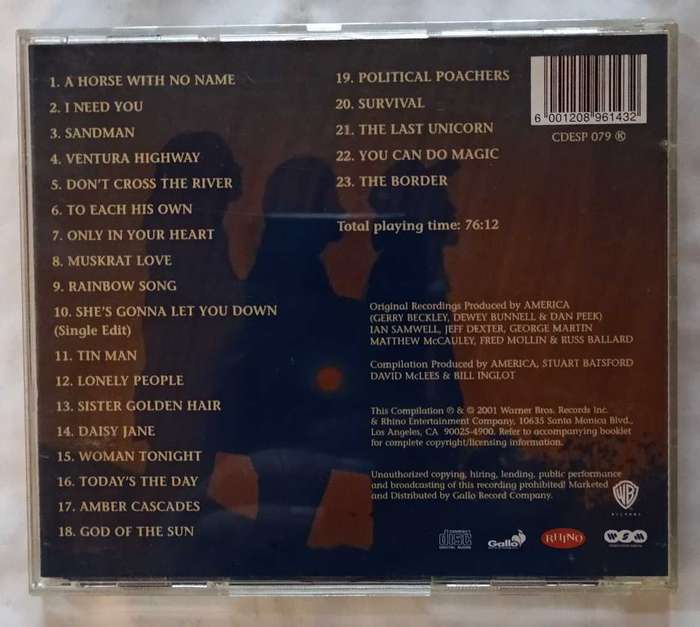 1. A HORSE WITH NO NAME
2. I NEED YOU
3. SANDMAN
4. VENTURA HIGHWAY
5. DON'T CROSS THE RIVER
6. TO EACH HIS OWN
7. ONLY IN YOUR HEART
8. MUSKRAT LOVE
9. RAINBOW SONG
10. SHE'S GONNA LET YOU DOWN
(Single Edit)
11. TIN MAN
12. LONELY PEOPLE
13. SISTER GOLDEN HAIR
14. DAISY JANE
15. WOMAN TONIGHT
16. TODAY'S THE DAY
17. AMBER CASCADES
18. GOD OF THE SUN
19. POLITICAL POACHERS
20. SURVIVAL
21. THE LAST UNICORN
22. YOU CAN DO MAGIC
23. THE BORDER
Total playing time: 76:12
6 001208 961432
CDESP 079 Ⓡ
Original Recordings Produced by AMERICA
(GERRY BECKLEY, DEWEY BUNNELL & DAN PEEK)
IAN SAMWELL, JEFF DEXTER, GEORGE MARTIN
MATTHEW McCAULEY, FRED MOLLIN & RUSS BALLARD
Compilation Produced by AMERICA, STUART BATSFORD
DAVID McLEES & BILL INGLOT
This Compilation ℗ & © 2001 Warner Bros. Records Inc.
& Rhino Entertainment Company, 10635 Santa Monica Blvd.,
Los Angeles, CA 90025-4900. Refer to accompanying booklet
for complete copyright/licensing information.
Unauthorized copying, hiring, lending, public performance
and broadcasting of this recording prohibited! Marketed
and Distributed by Gallo Record Company.
COMPACT
disc
DIGITAL AUDIO
Gallo
RHINO
WSM
WB